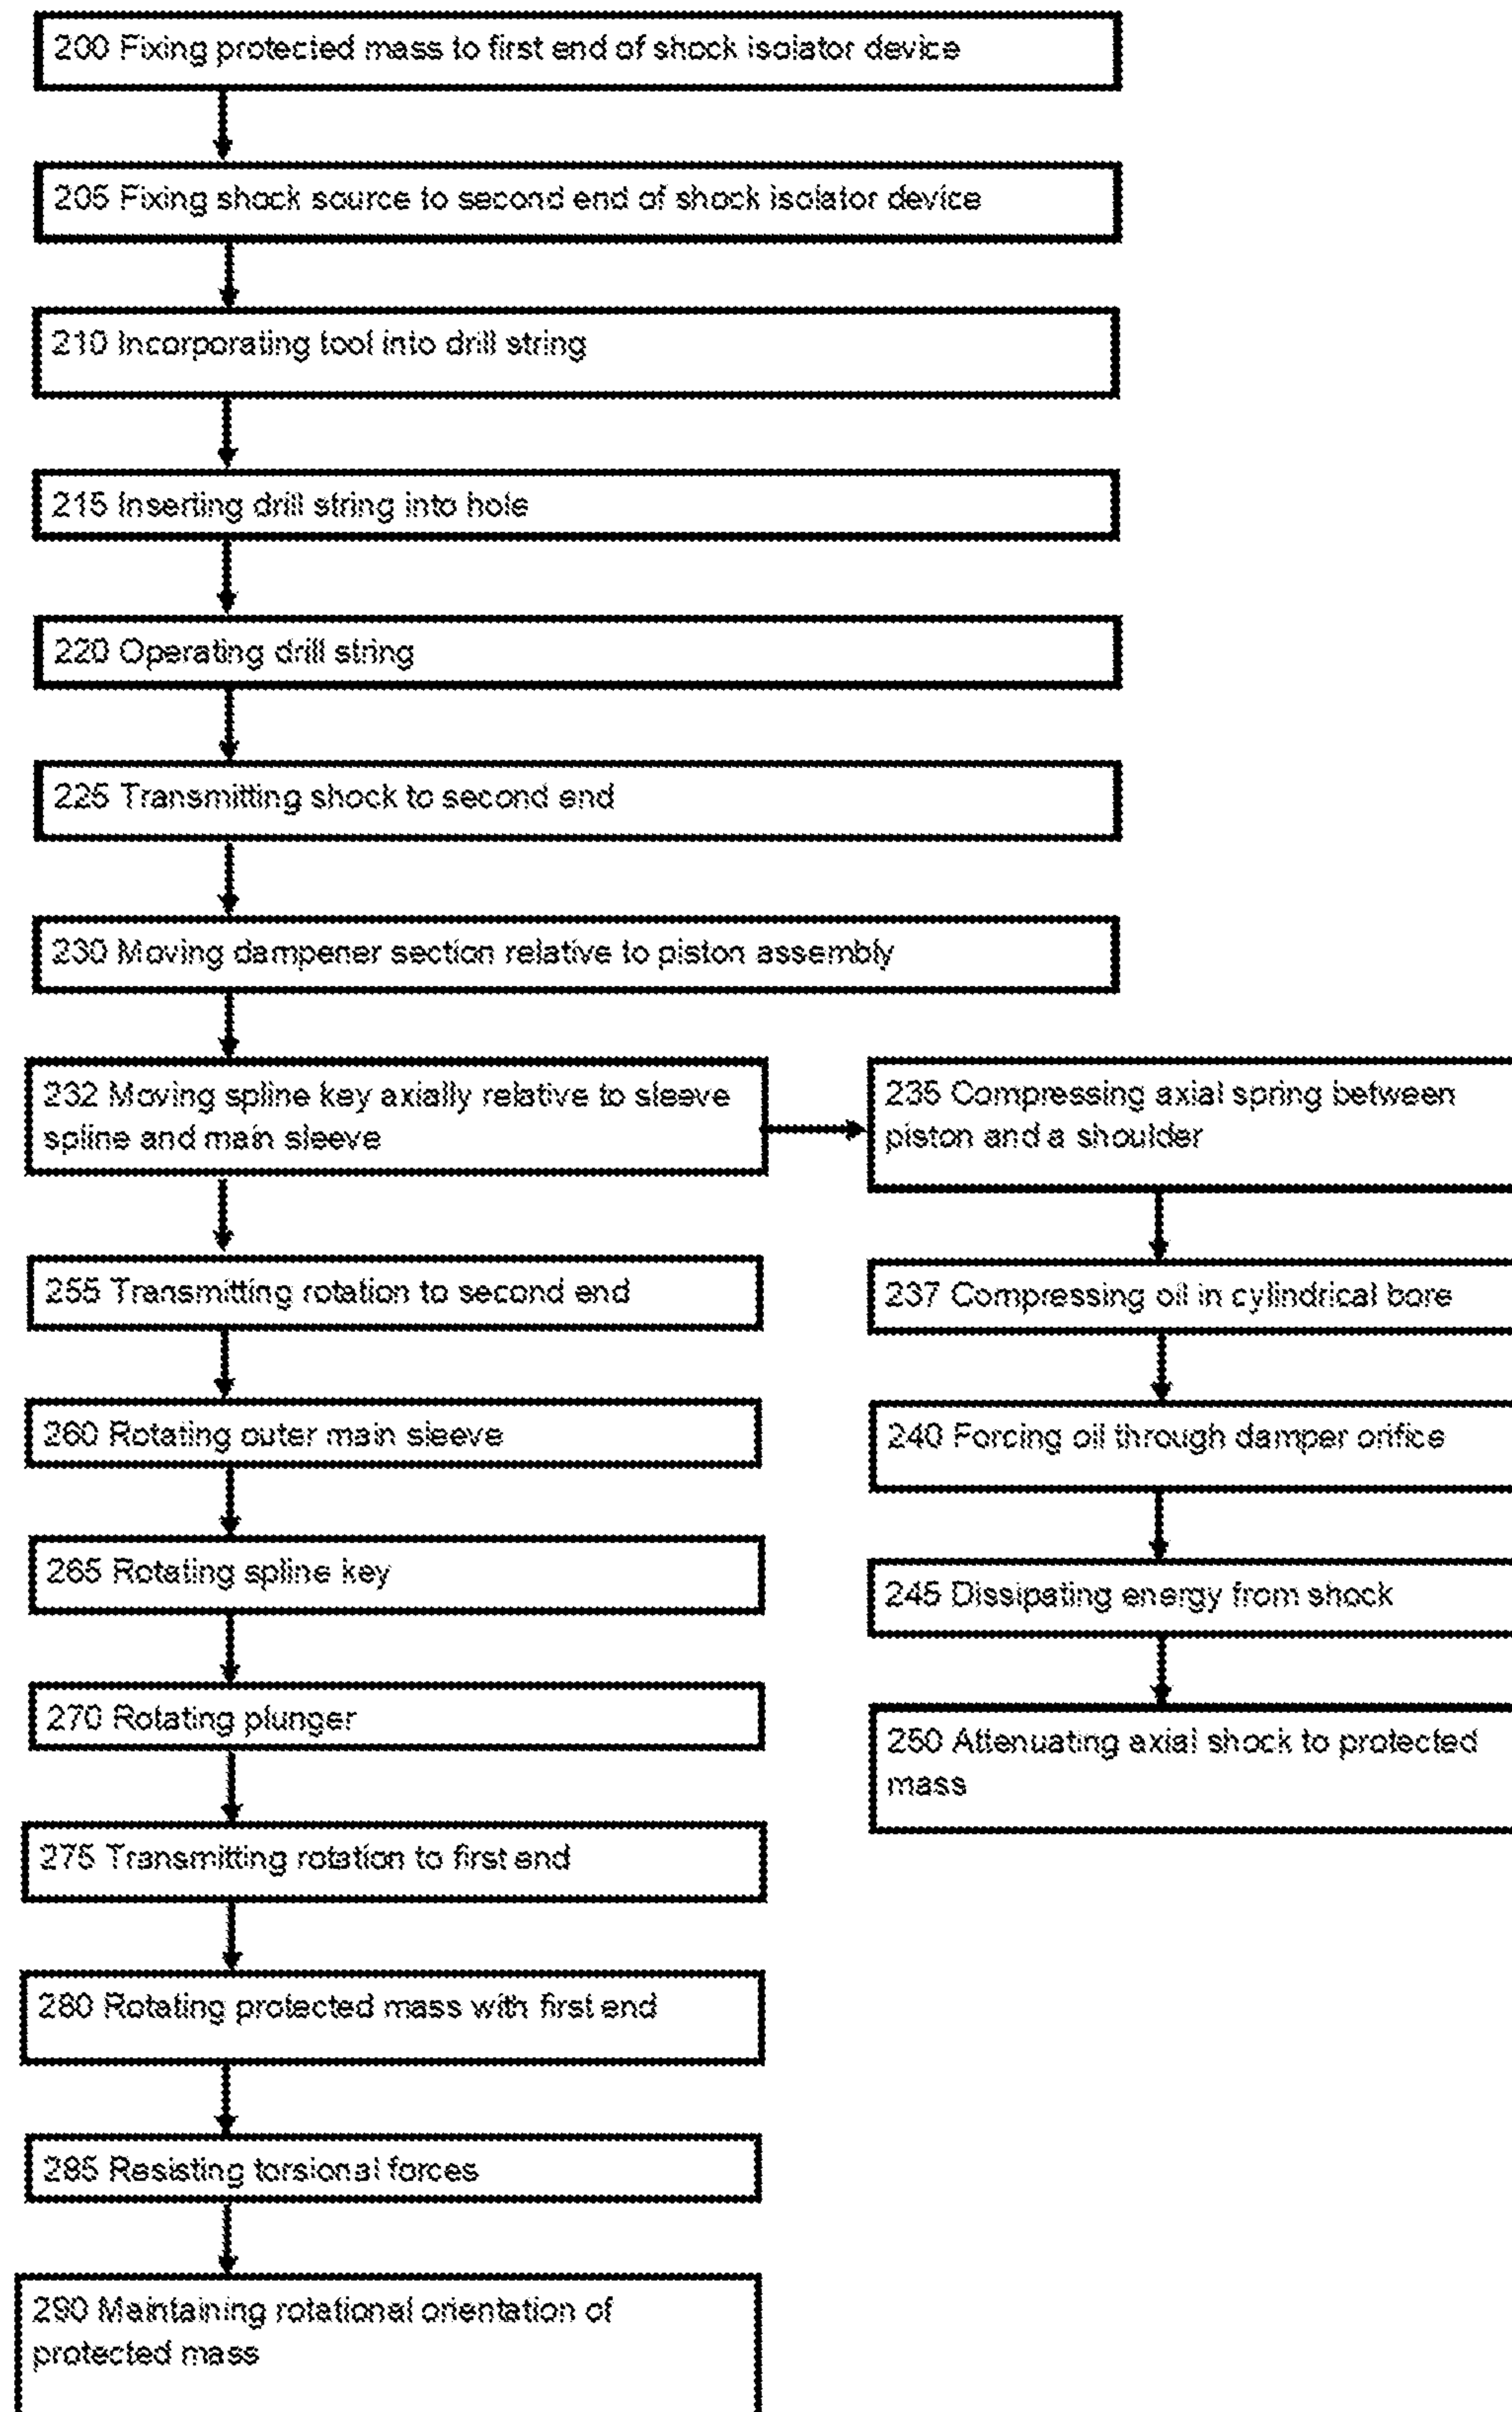 200 Fixing protected mass to first end of shock isolator device
205 Fixing shock source to second end of shock isolator device
210 Incorporating tool into drill string
215 Inserting drill string into hole
220 Operating drill string
225 Transmitting shock to second end
230 Moving dampener section relative to piston assembly
232 Moving spline key axially relative to sleeve
spline and main sleeve
235 Compressing axial spring between
piston and a shoulder
255 Transmitting rotation to second end
237 Compressing oil in cylindrical bore
260 Rotating outer main sleeve
240 Forcing oil through damper orifice
265 Rotating spline key
245 Dissipating energy from shock
270 Rotating plunger
250 Attenuating axial shock to protected
mass
275 Transmitting rotation to first end
280 Rotating protected mass with first end
285 Resisting torsional forces
290 Maintaining rotational orientation of
protected mass